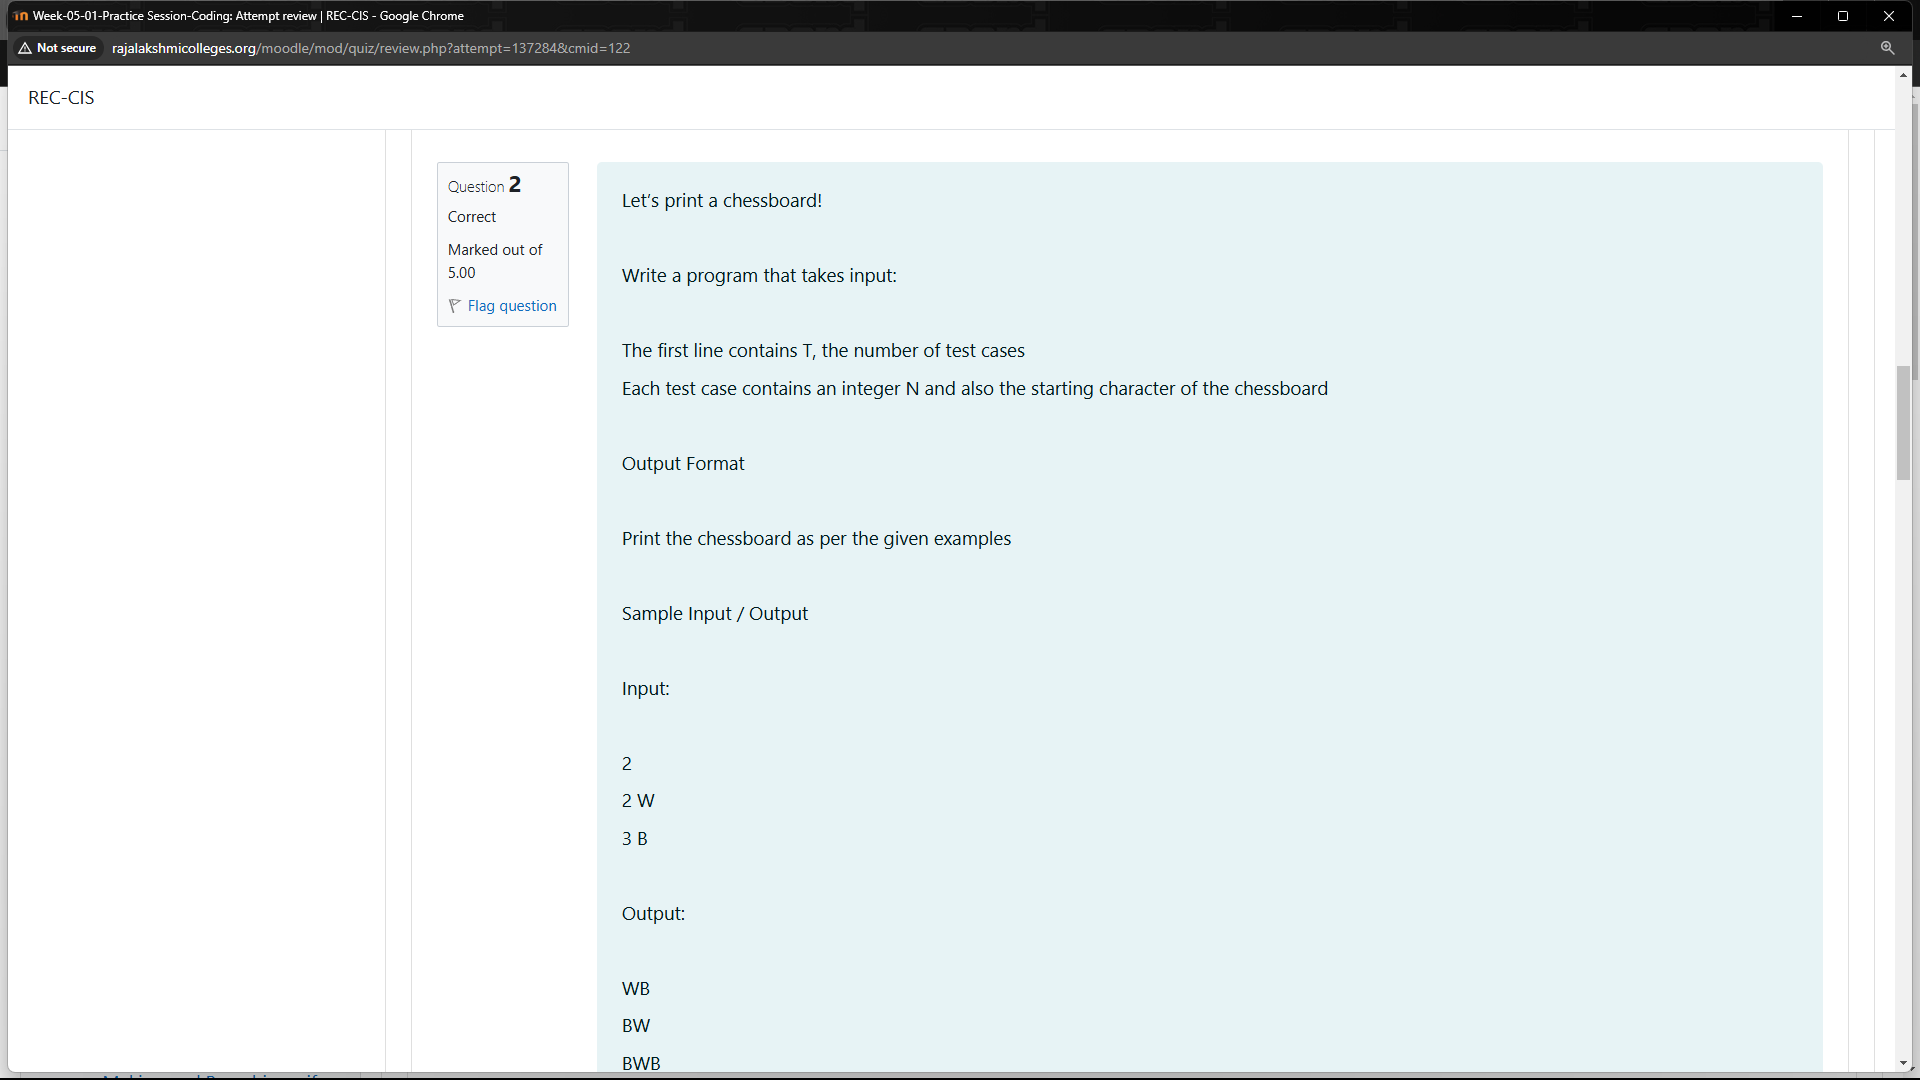 Week-05-01-Practice Session-Coding: Attempt review | REC-CIS - Google Chrome
Not secure rajalakshmicolleges.org/moodle/mod/quiz/review.php?attempt=137284&cmid=122
REC-CIS
Question 2
Correct
Marked out of
5.00
Flag question
Let's print a chessboard!
Write a program that takes input:
The first line contains T, the number of test cases
Each test case contains an integer N and also the starting character of the chessboard
Output Format
Print the chessboard as per the given examples
Sample Input / Output
Input:
2
2 W
3 B
Output:
WB
BW
BWB